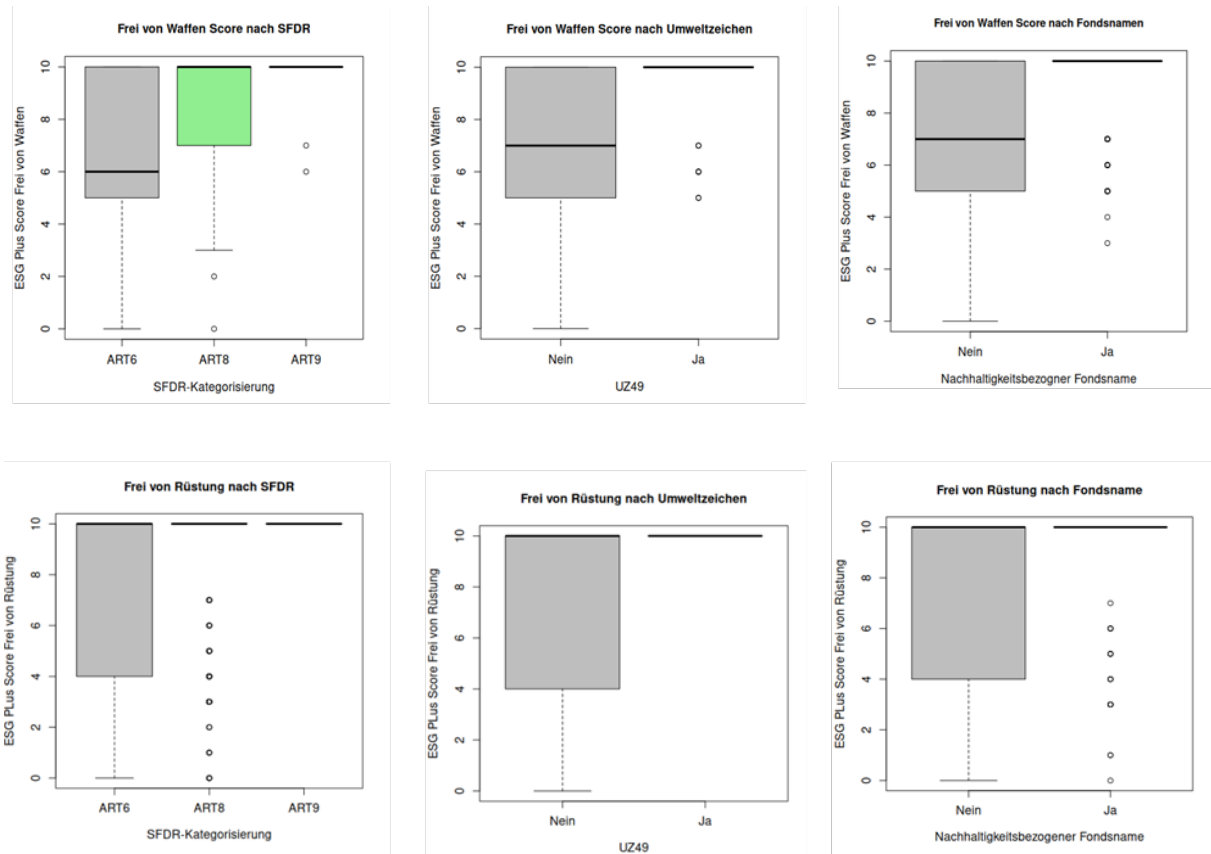 Frei von Waffen Score nach SFDR
ESG Plus Score Frei von Waffen
10
8
6
4
2
0
ART6 ART8 ART9
SFDR-Kategorisierung
Frei von Waffen Score nach Umweltzeichen
ESG Plus Score Frei von Waffen
10
8
6
4
2
0
Nein Ja
UZ49
Frei von Waffen Score nach Fondsnamen
ESG Plus Score Frei von Waffen
10
8
6
4
2
0
Nein Ja
Nachhaltigkeitsbezogner Fondsname
Frei von Rüstung nach SFDR
ESG PLus Score Frei von Rüstung
10
8
6
4
2
0
ART6 ART8 ART9
SFDR-Kategorisierung
Frei von Rüstung nach Umweltzeichen
ESG PLus Score Frei von Rüstung
10
8
6
4
2
0
Nein Ja
UZ49
Frei von Rüstung nach Fondsname
ESG PLus Score Frei von Rüstung
10
8
6
4
2
0
Nein Ja
Nachhaltigkeitsbezogener Fondsname